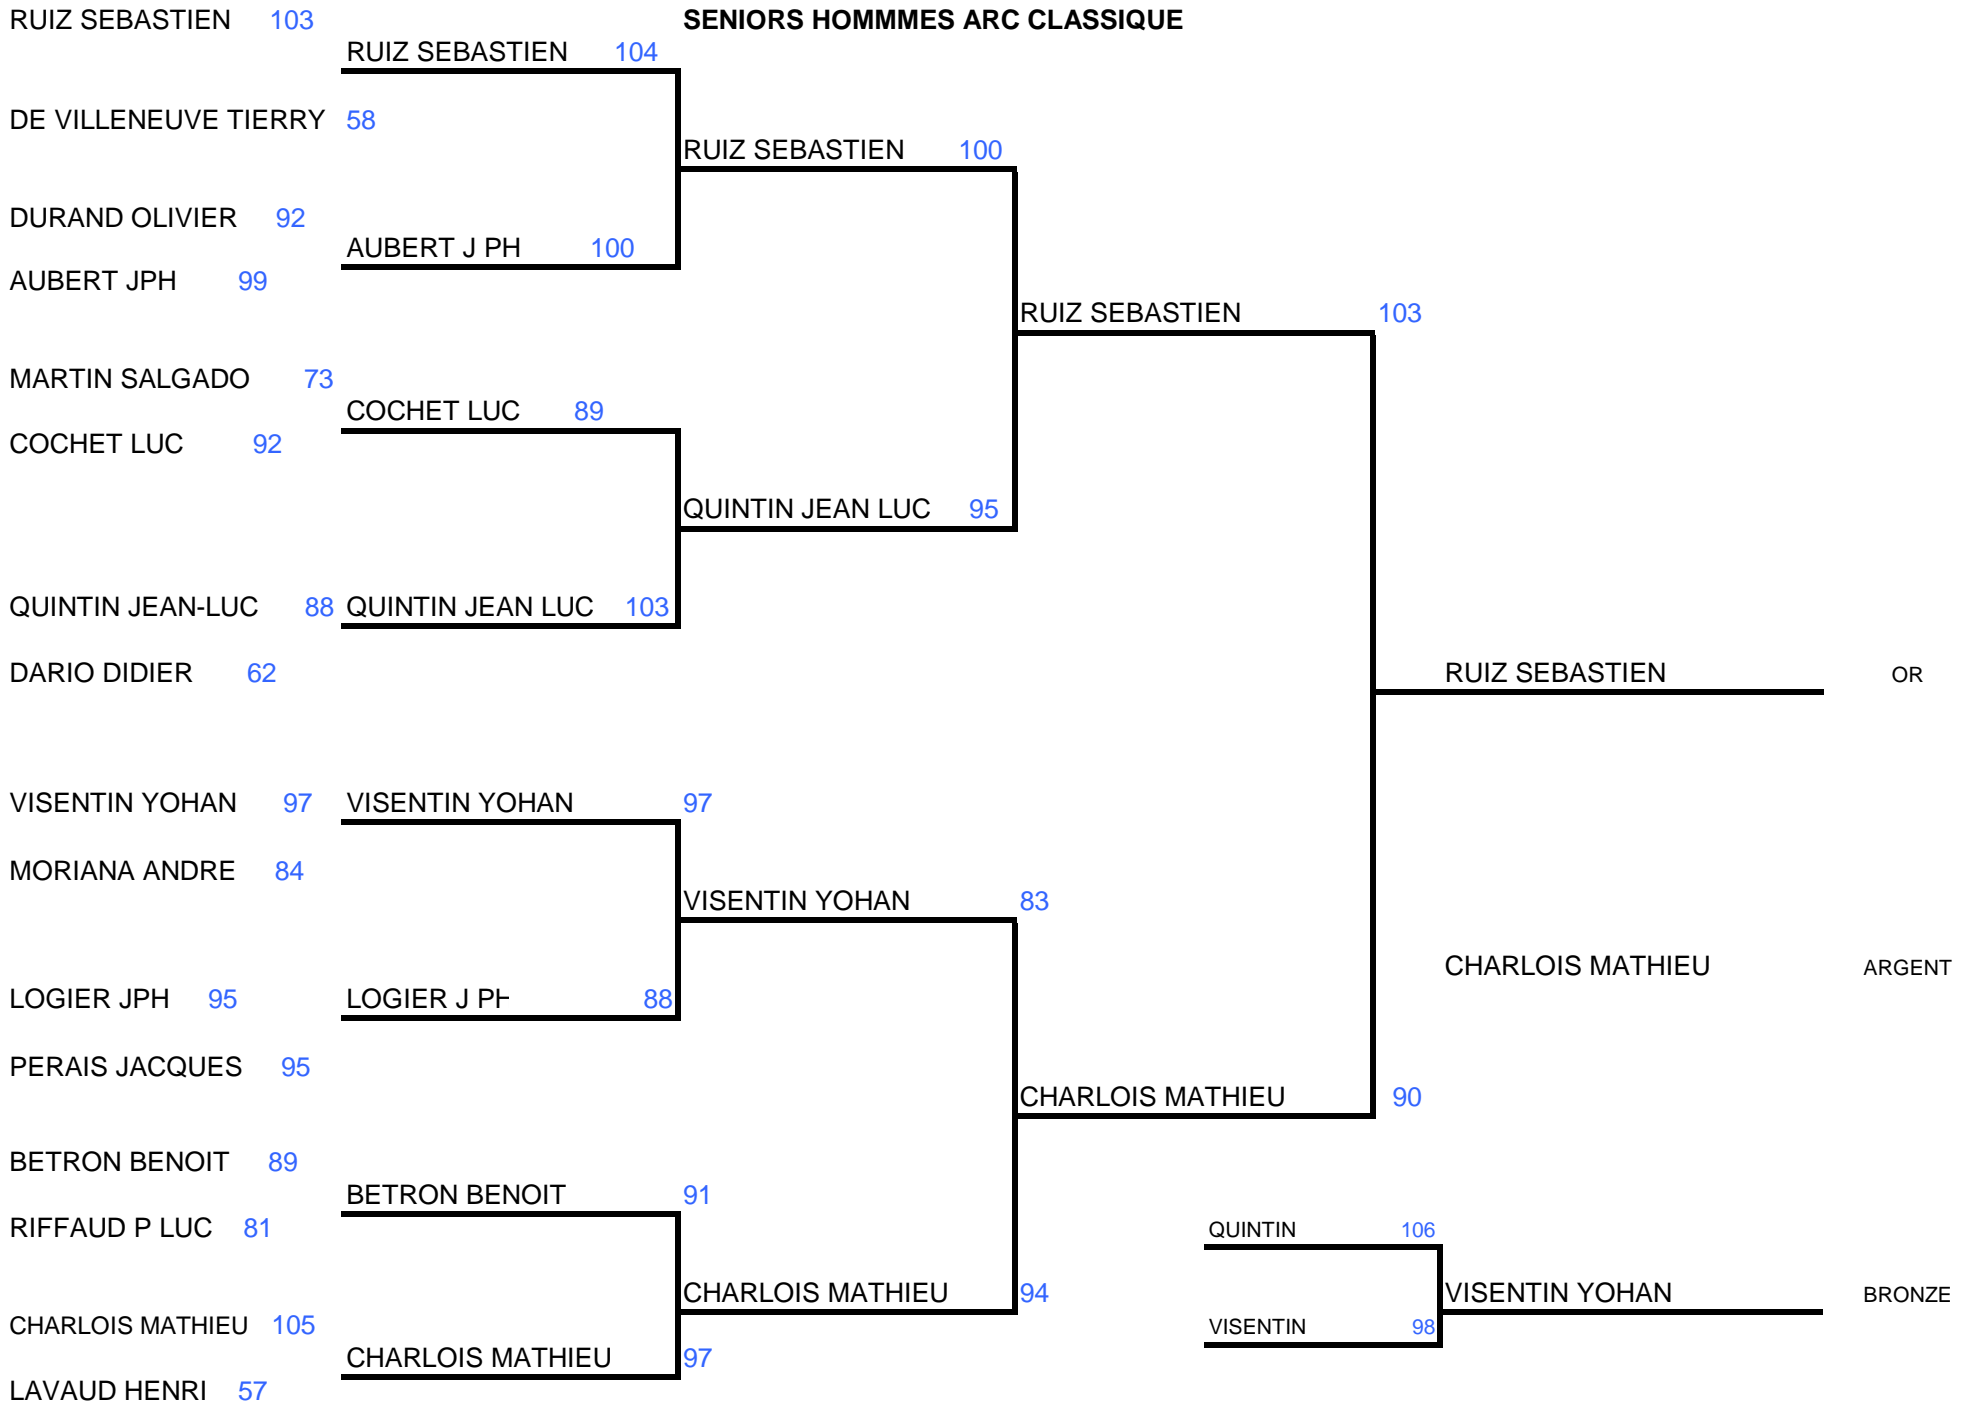 RUIZ SEBASTIEN 103 SENIORS HOMMMES ARC CLASSIQUE
RUIZ SEBASTIEN 104
DE VILLENEUVE TIERRY 58
RUIZ SEBASTIEN 100
DURAND OLIVIER 92
AUBERT J PH 100
AUBERT JPH 99
RUIZ SEBASTIEN 103
MARTIN SALGADO 73
COCHET LUC 89
COCHET LUC 92
QUINTIN JEAN LUC 95
QUINTIN JEAN-LUC 88 QUINTIN JEAN LUC 103
DARIO DIDIER 62 RUIZ SEBASTIEN OR
VISENTIN YOHAN 97 VISENTIN YOHAN 97
MORIANA ANDRE 84
VISENTIN YOHAN 83
CHARLOIS MATHIEU ARGENT
LOGIER JPH 95 LOGIER J PH 88
PERAIS JACQUES 95
CHARLOIS MATHIEU 90
BETRON BENOIT 89
BETRON BENOIT 91
RIFFAUD P LUC 81 QUINTIN 106
CHARLOIS MATHIEU 94 VISENTIN YOHAN BRONZE
CHARLOIS MATHIEU 105 VISENTIN 98
CHARLOIS MATHIEU 97
LAVAUD HENRI 57